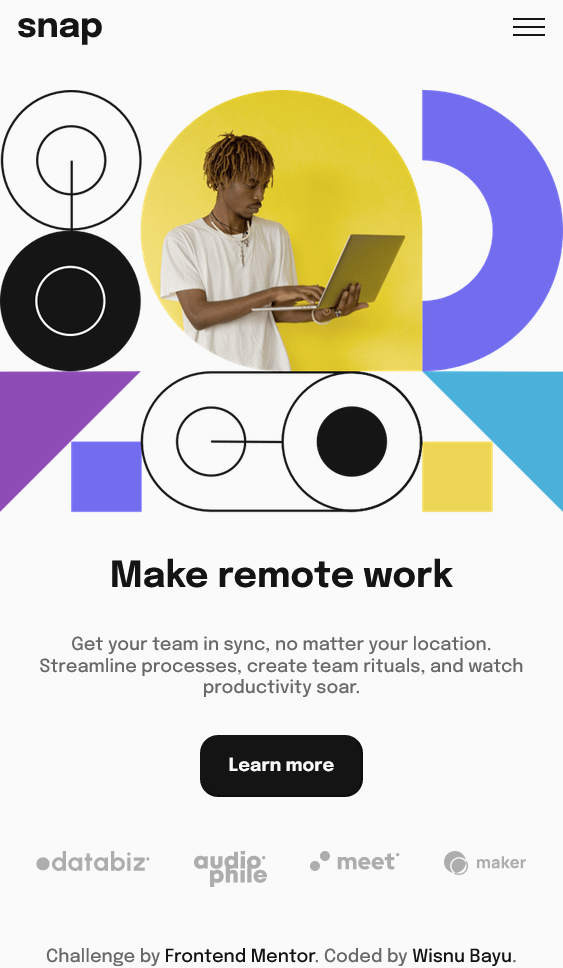 snap
Make remote work
Get your team in sync, no matter your location.
Streamline processes, create team rituals, and watch
productivity soar.
Learn more
databiz
audiophile
meet
maker
Challenge by Frontend Mentor. Coded by Wisnu Bayu.